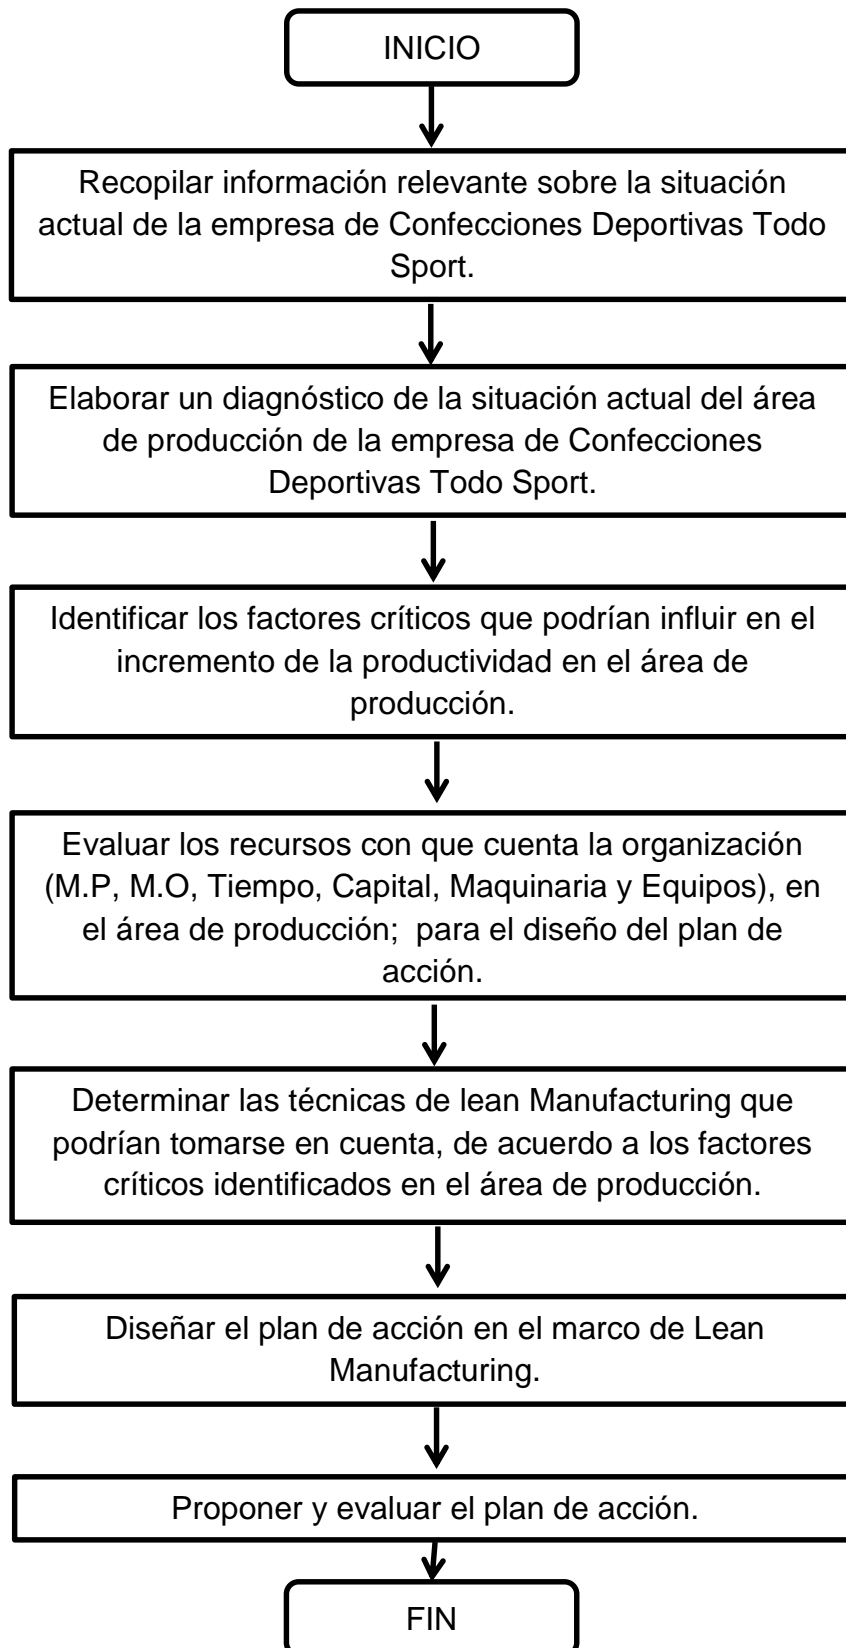 INICIO
Recopilar información relevante sobre la situación
actual de la empresa de Confecciones Deportivas Todo
Sport.
Elaborar un diagnóstico de la situación actual del área
de producción de la empresa de Confecciones
Deportivas Todo Sport.
Identificar los factores críticos que podrían influir en el
incremento de la productividad en el área de
producción.
Evaluar los recursos con que cuenta la organización
(M.P, M.O, Tiempo, Capital, Maquinaria y Equipos), en
el área de producción;  para el diseño del plan de
acción.
Determinar las técnicas de lean Manufacturing que
podrían tomarse en cuenta, de acuerdo a los factores
críticos identificados en el área de producción.
Diseñar el plan de acción en el marco de Lean
Manufacturing.
Proponer y evaluar el plan de acción.
FIN